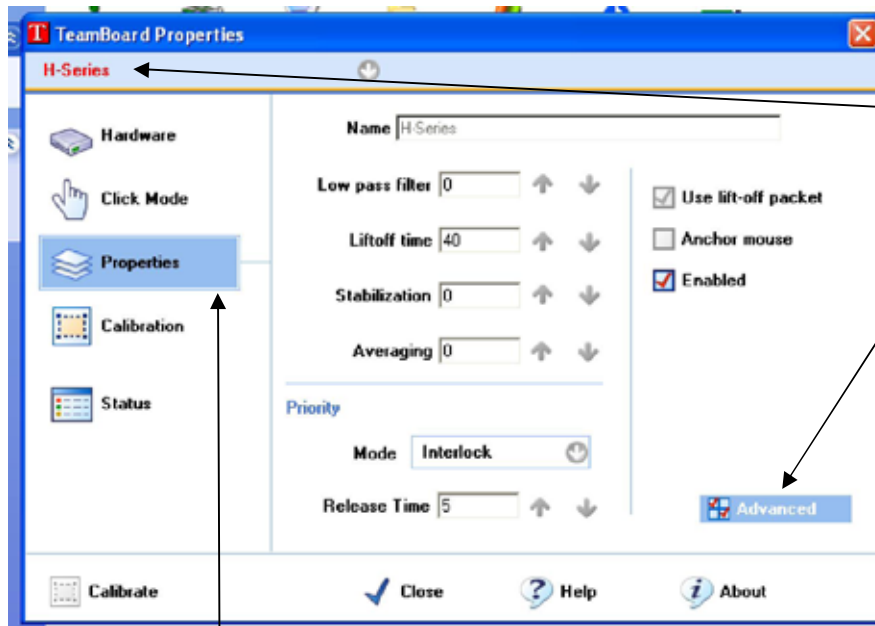 TeamBoard Properties
H-Series
Hardware
Click Mode
Properties
Calibration
Status
Name H-Series
Low pass filter 0
Liftoff time 40
Stabilization 0
Averaging 0
Use lift-off packet
Anchor mouse
Enabled
Priority
Mode Interlock
Release Time 5
Advanced
Calibrate
Close
Help
About